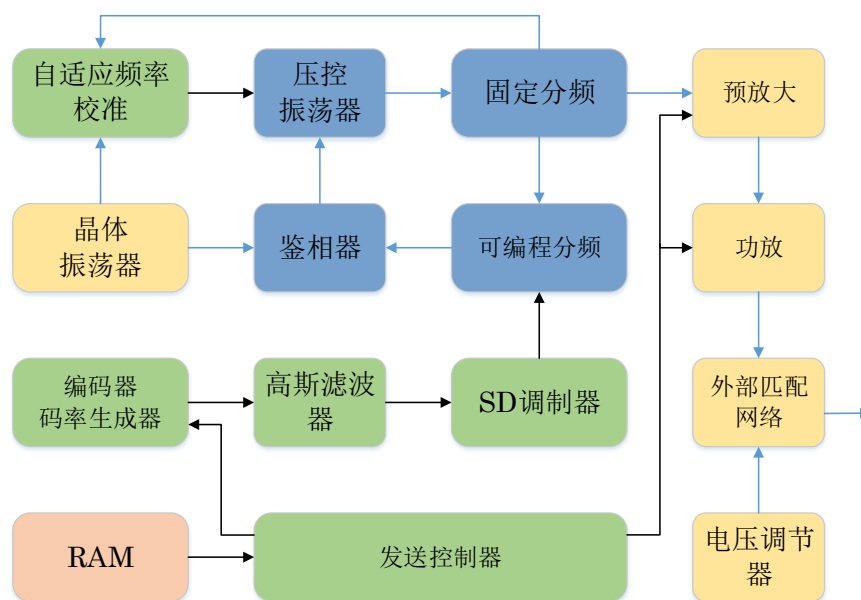 自适应频率
校准
压控
振荡器
固定分频
预放大
晶体
振荡器
鉴相器
可编程分频
功放
编码器
码率生成器
高斯滤波
器
SD调制器
外部匹配
网络
RAM
发送控制器
电压调节
器